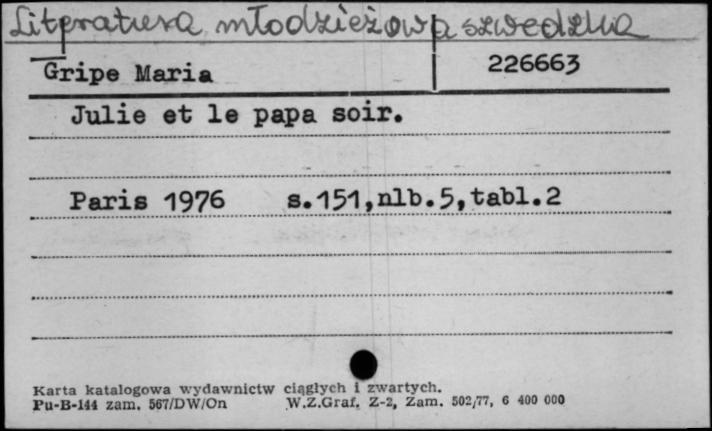 Literatura młodzieżowa szwedzka
Gripe Maria 226663
Julie et le papa soir.
Paris 1976 s.151,nlb.5,tabl.2
Karta katalogowa wydawnictw ciągłych i zwartych.
Pu-B-144 zam. 567/DW/On W.Z.Graf. Z-2, Zam. 502/77, 6 400 000